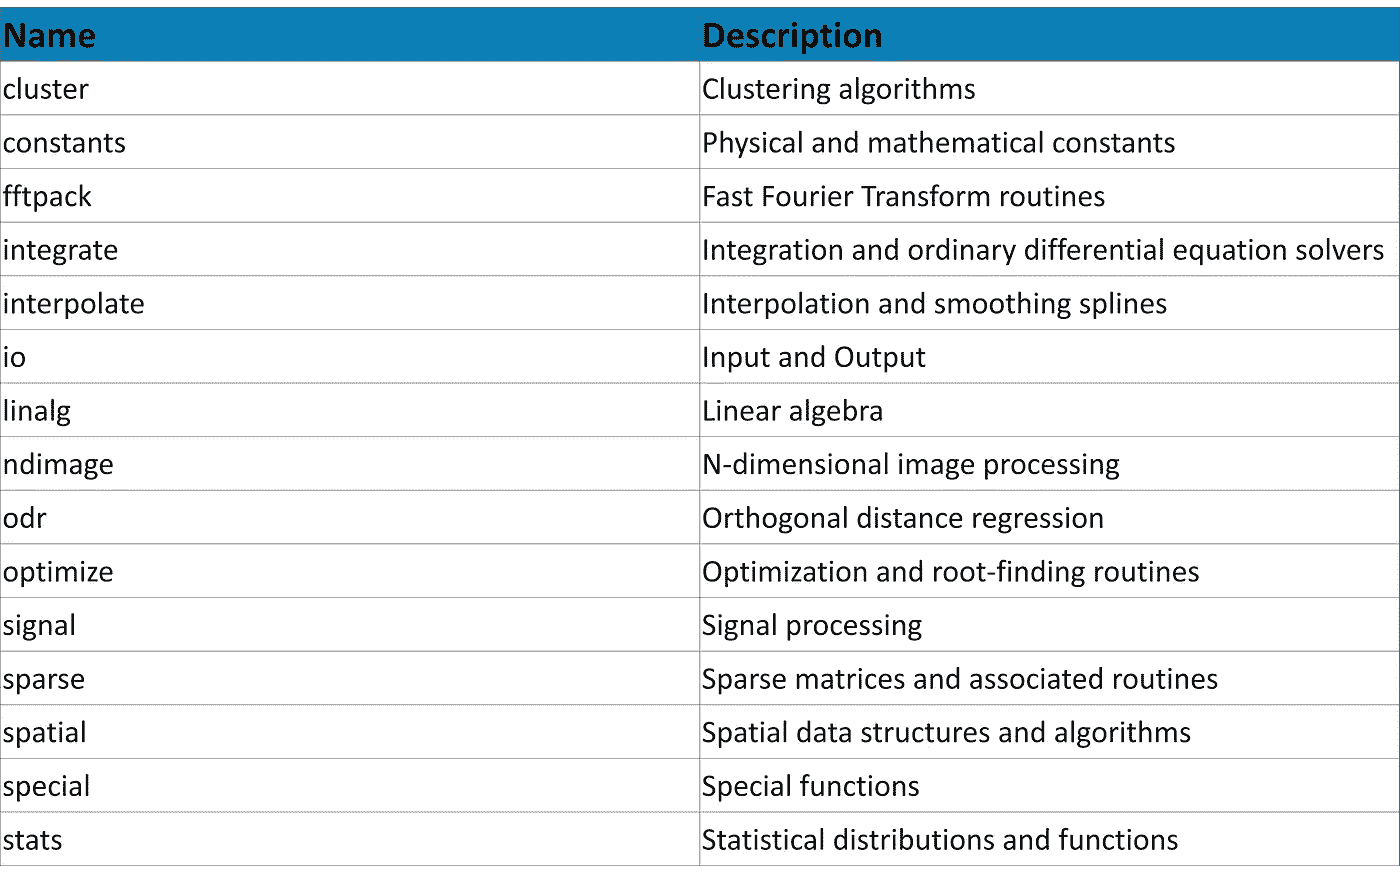 Name Description
cluster Clustering algorithms
constants Physical and mathematical constants
fftpack Fast Fourier Transform routines
integrate Integration and ordinary differential equation solvers
interpolate Interpolation and smoothing splines
io Input and Output
linalg Linear algebra
ndimage N-dimensional image processing
odr Orthogonal distance regression
optimize Optimization and root-finding routines
signal Signal processing
sparse Sparse matrices and associated routines
spatial Spatial data structures and algorithms
special Special functions
stats Statistical distributions and functions